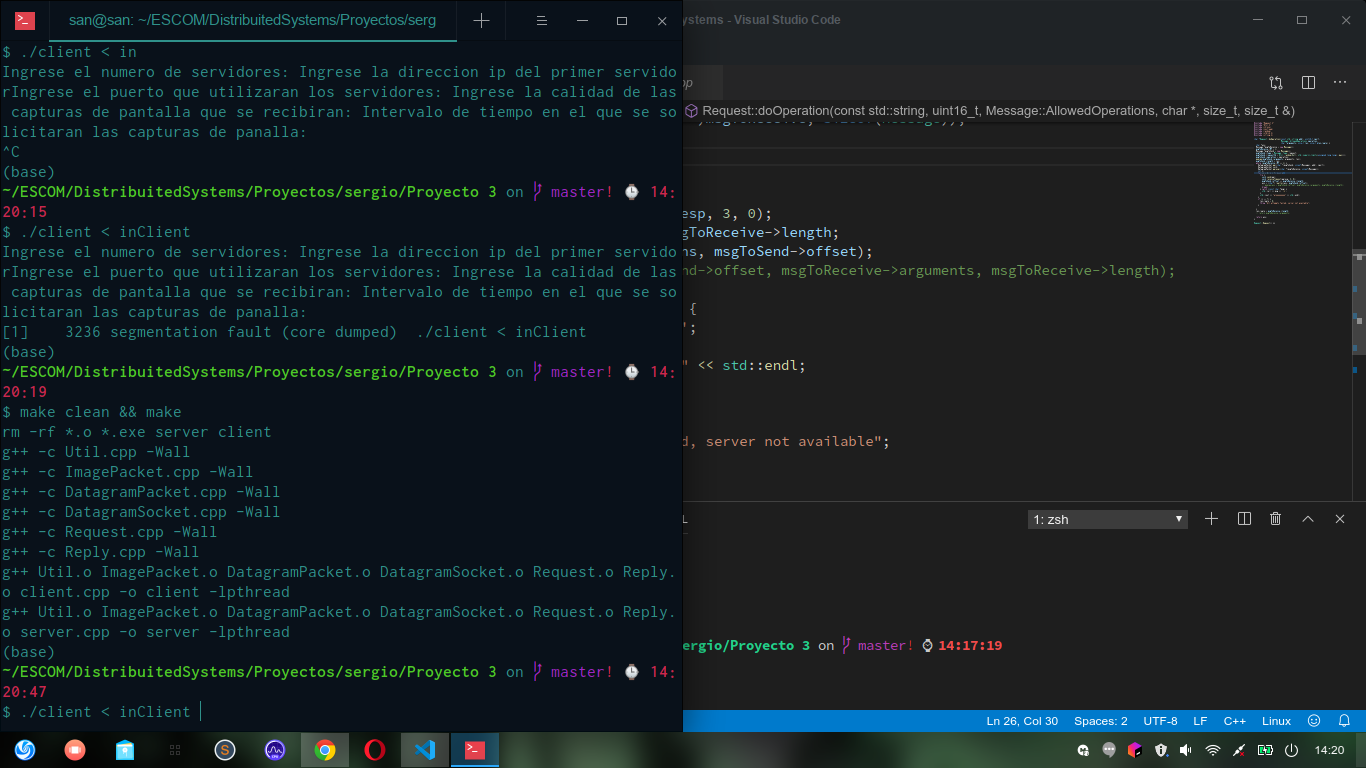 san@san: ~/ESCOM/DistribuitedSystems/Proyectos/serg
$ ./client < in
Ingrese el numero de servidores: Ingrese la direccion ip del primer servido
rIngrese el puerto que utilizaran los servidores: Ingrese la calidad de las
capturas de pantalla que se recibiran: Intervalo de tiempo en el que se so
licitaran las capturas de panalla:
^C
(base)
~/ESCOM/DistribuitedSystems/Proyectos/sergio/Proyecto 3 on master! 14:
20:15
$ ./client < inClient
Ingrese el numero de servidores: Ingrese la direccion ip del primer servido
rIngrese el puerto que utilizaran los servidores: Ingrese la calidad de las
capturas de pantalla que se recibiran: Intervalo de tiempo en el que se so
licitaran las capturas de panalla:
[1]    3236 segmentation fault (core dumped)  ./client < inClient
(base)
~/ESCOM/DistribuitedSystems/Proyectos/sergio/Proyecto 3 on master! 14:
20:19
$ make clean && make
rm -rf *.o *.exe server client
g++ -c Util.cpp -Wall
g++ -c ImagePacket.cpp -Wall
g++ -c DatagramPacket.cpp -Wall
g++ -c DatagramSocket.cpp -Wall
g++ -c Request.cpp -Wall
g++ -c Reply.cpp -Wall
g++ Util.o ImagePacket.o DatagramPacket.o DatagramSocket.o Request.o Reply.
o client.cpp -o client -lpthread
g++ Util.o ImagePacket.o DatagramPacket.o DatagramSocket.o Request.o Reply.
o server.cpp -o server -lpthread
(base)
~/ESCOM/DistribuitedSystems/Proyectos/sergio/Proyecto 3 on master! 14:
20:47
$ ./client < inClient
ystems - Visual Studio Code
pp
Request::doOperation(const std::string, uint16_t, Message::AllowedOperations, char *, size_t, size_t &)
esp, 3, 0);
gToReceive->length;
ns, msgToSend->offset);
nd->offset, msgToReceive->arguments, msgToReceive->length);
{
";
" << std::endl;
d, server not available";
1: zsh
ergio/Proyecto 3 on master! 14:17:19
Ln 26, Col 30 Spaces: 2 UTF-8 LF C++ Linux
14:20